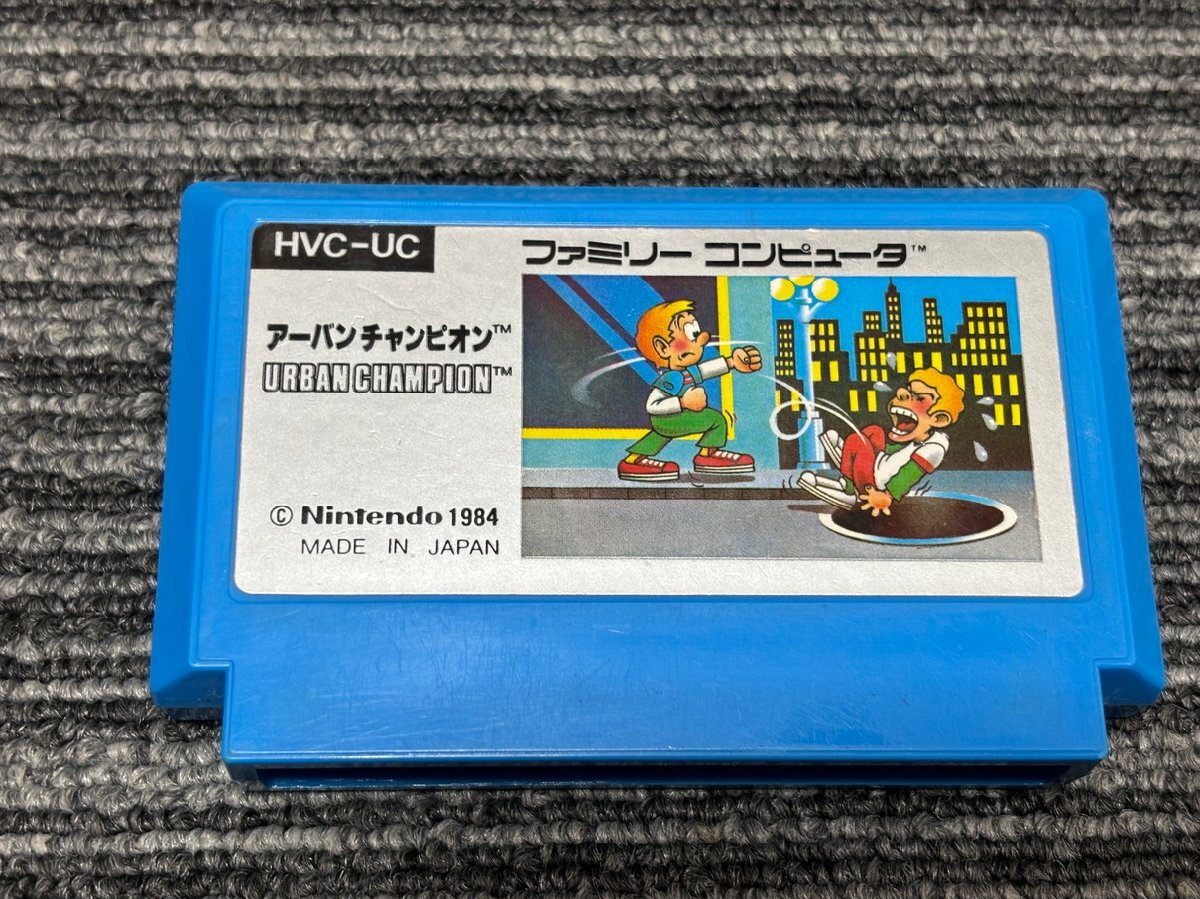 HVC-UC
ファミリー コンピュータ™
アーバンチャンピオン™
URBAN CHAMPION™
© Nintendo 1984
MADE IN JAPAN